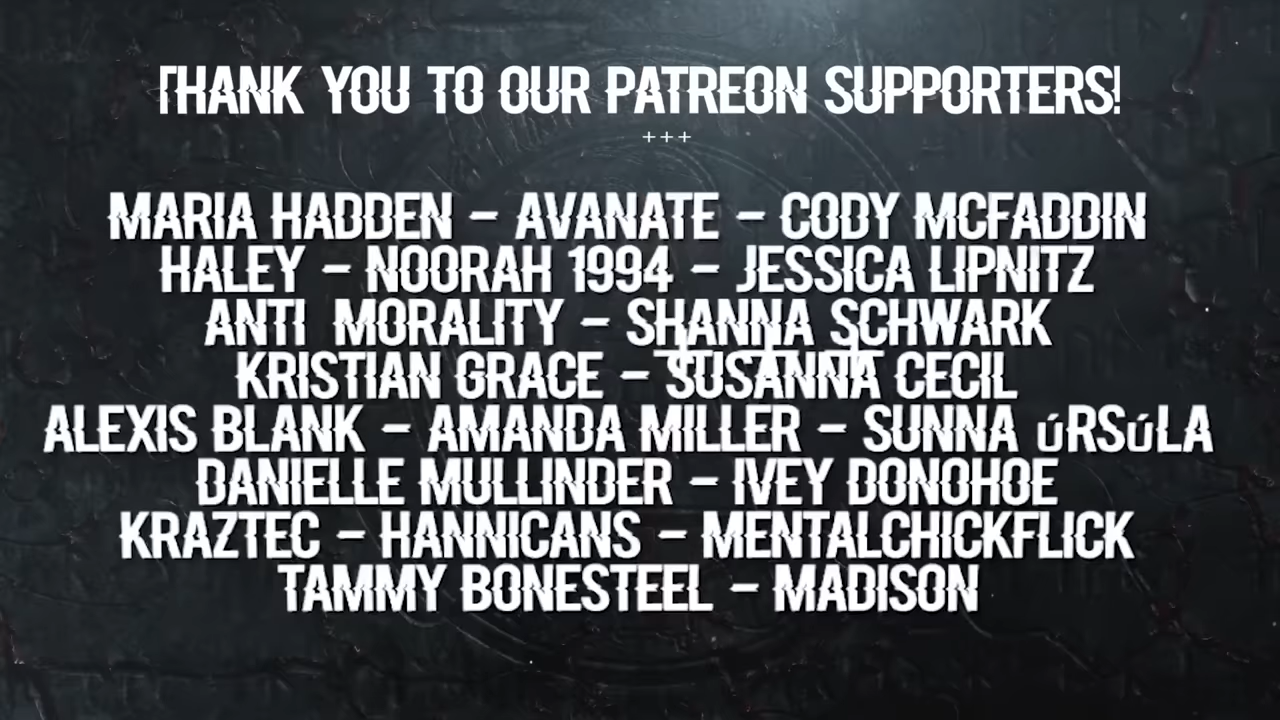 THANK YOU TO OUR PATREON SUPPORTERS!
+++
MARIA HADDEN – AVANATE – CODY MCFADDIN
HALEY – NOORAH 1994 – JESSICA LIPNITZ
ANTI MORALITY – SHANNA SCHWARK
KRISTIAN GRACE – SUSANNA CECIL
ALEXIS BLANK – AMANDA MILLER – SUNNA úRSúLA
DANIELLE MULLINDER – IVEY DONOHOE
KRAZTEC – HANNICANS – MENTALCHICKFLICK
TAMMY BONESTEEL – MADISON